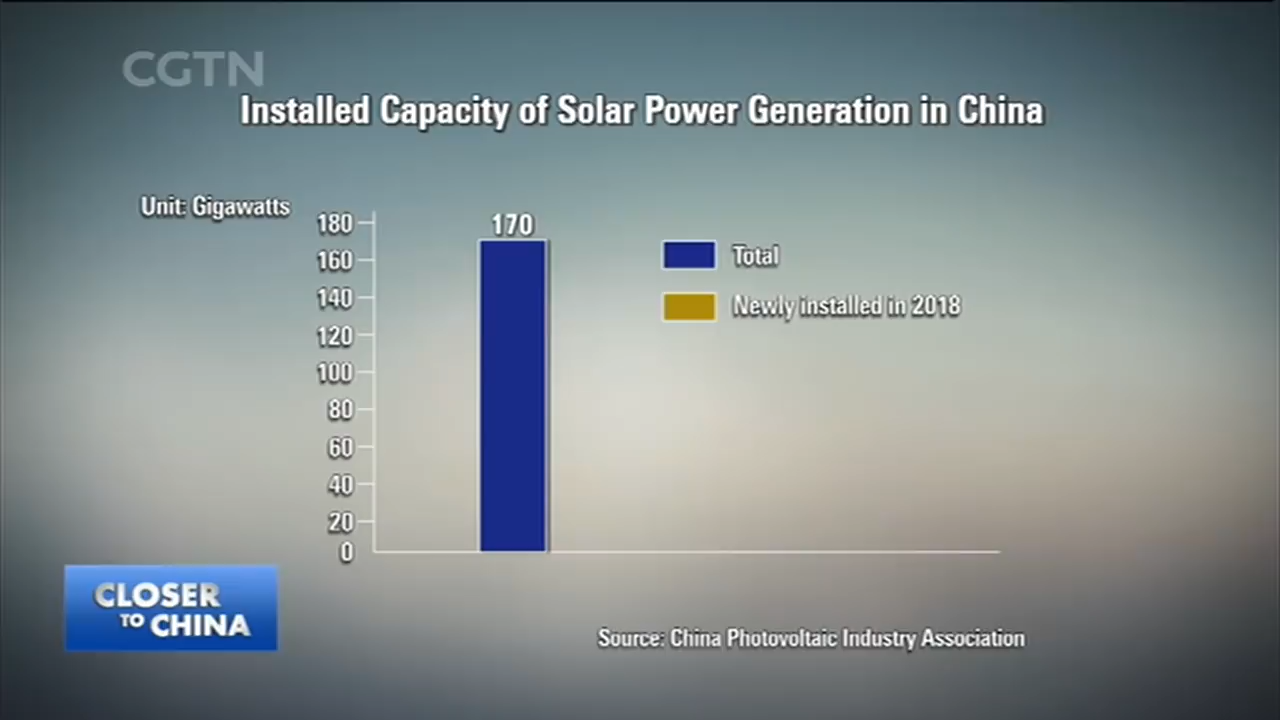 CGTN
Installed Capacity of Solar Power Generation in China
Unit: Gigawatts
180
160
140
120
100
80
60
40
20
0
170
Total
Newly installed in 2018
CLOSER
TO CHINA
Source: China Photovoltaic Industry Association